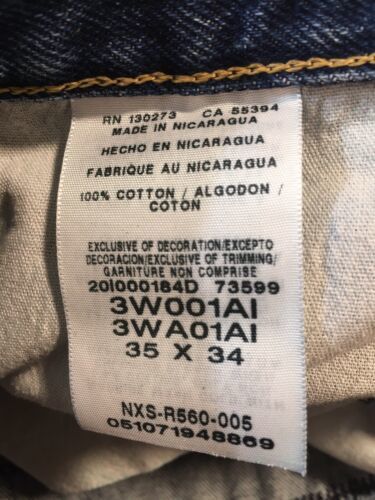 RN 130273 CA 55394
MADE IN NICARAGUA
HECHO EN NICARAGUA
FABRIQUE AU NICARAGUA
100% COTTON / ALGODON /
COTON
EXCLUSIVE OF DECORATION/EXCEPTO
DECORACION/EXCLUSIVE OF TRIMMING/
GARNITURE NON COMPRISE
20I000184D 73599
3W001AI
3WA01AI
35 X 34
NXS-R560-005
051071948869